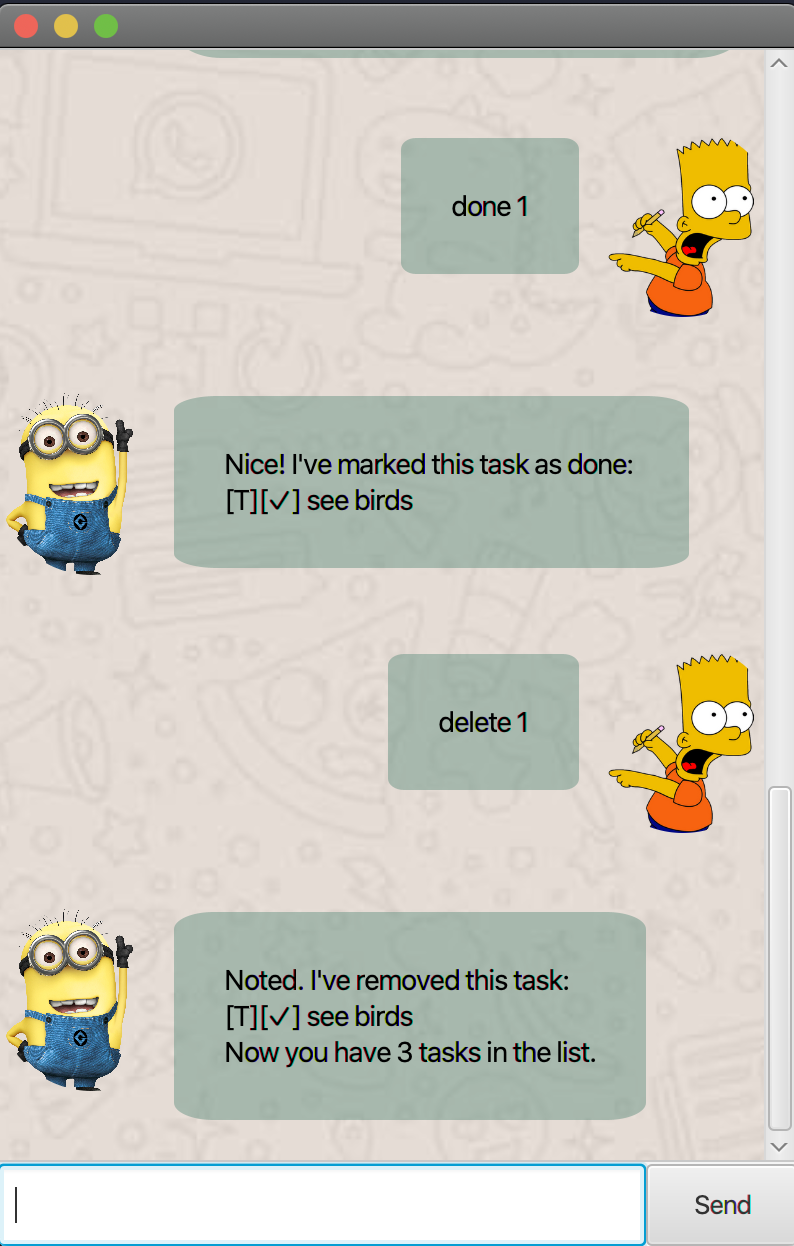 done 1
Nice! I've marked this task as done:
[T][✓] see birds
delete 1
Noted. I've removed this task:
[T][✓] see birds
Now you have 3 tasks in the list.
Send